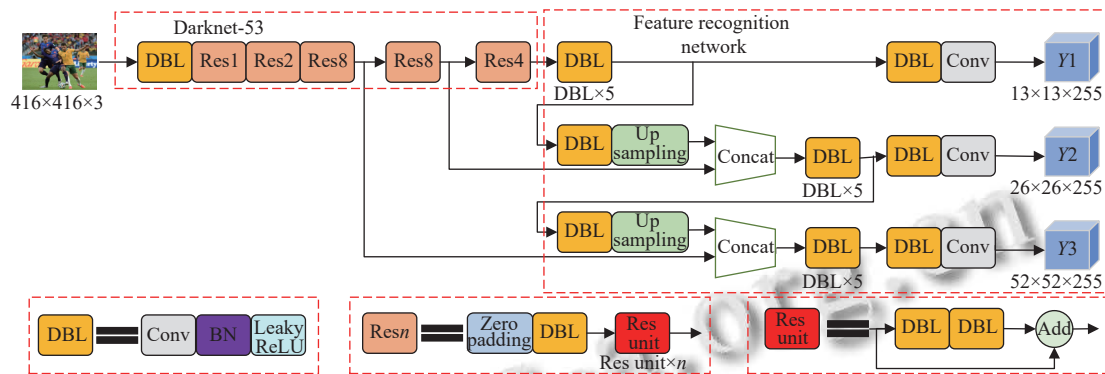 Darknet-53
Feature recognition
network
DBL
Res1
Res2
Res8
Res8
Res4
DBL
DBL
Conv
Y1
416×416×3
DBL×5
13×13×255
DBL
Up
sampling
Concat
DBL
DBL
Conv
Y2
DBL×5
26×26×255
DBL
Up
sampling
Concat
DBL
DBL
Conv
Y3
DBL×5
52×52×255
DBL
Conv
BN
Leaky
ReLU
Resn
Zero
padding
DBL
Res
unit
Res unit×n
Res
unit
DBL
DBL
Add